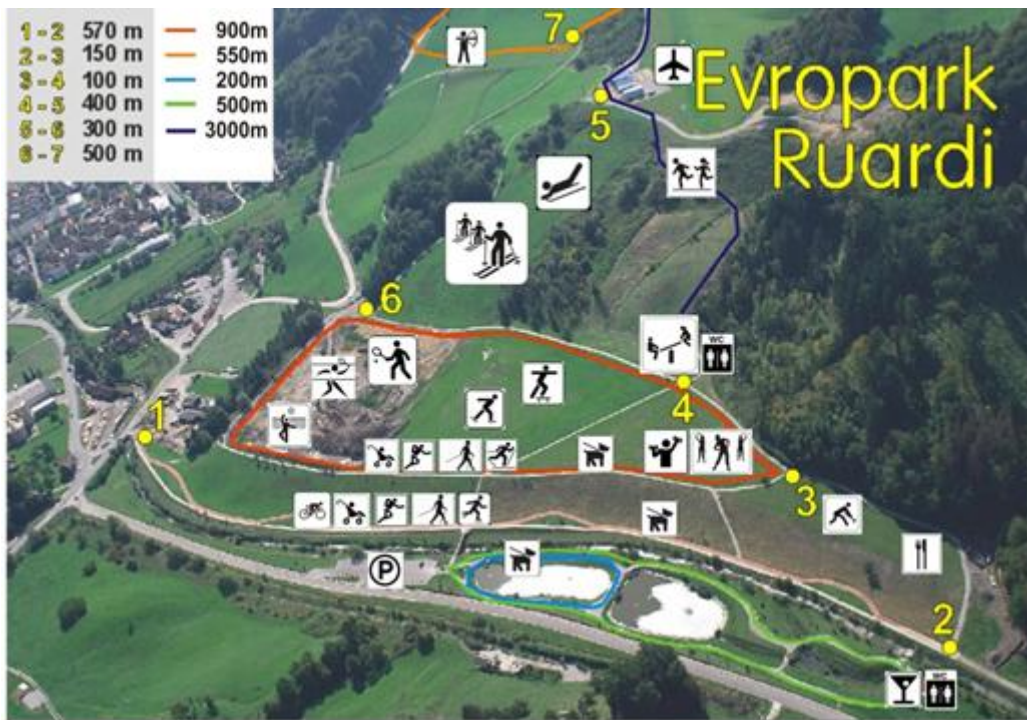 1 - 2 570 m 900m
2 - 3 150 m 550m
3 - 4 100 m 200m
4 - 5 400 m 500m
5 - 6 300 m 3000m
6 - 7 500 m
Evropark
Ruardi
7
5
6
WC
4
1
3
P
2
WC